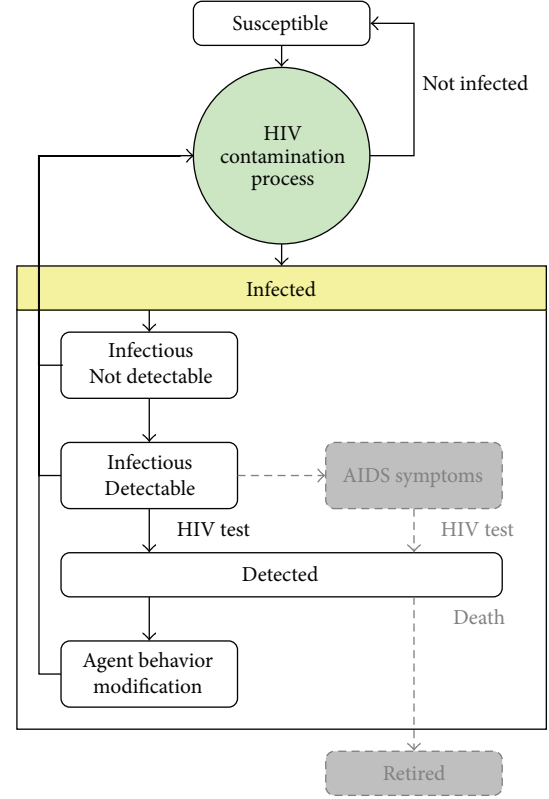 Susceptible
Not infected
HIV
contamination
process
Infected
Infectious
Not detectable
Infectious
Detectable
AIDS symptoms
HIV test
HIV test
Detected
Death
Agent behavior
modification
Retired